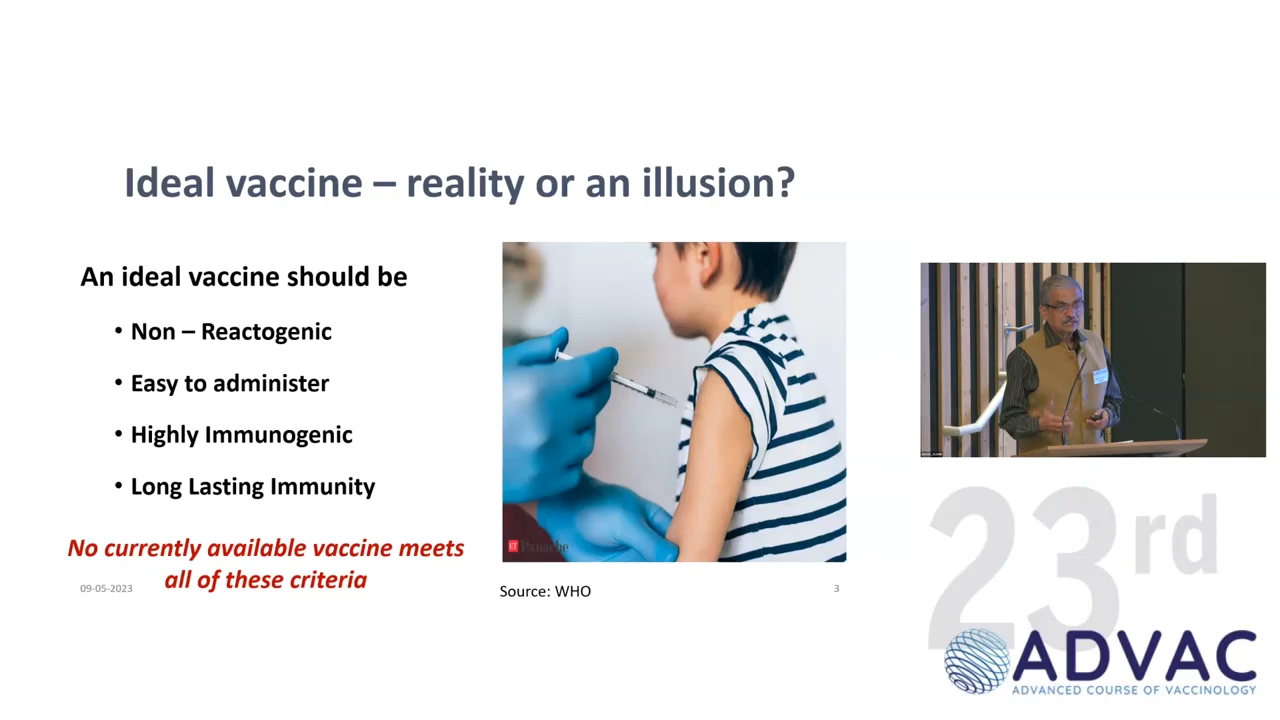 Ideal vaccine – reality or an illusion?
An ideal vaccine should be
• Non – Reactogenic
• Easy to administer
• Highly Immunogenic
• Long Lasting Immunity
No currently available vaccine meets
all of these criteria
09-05-2023
ET Panache
Source: WHO
3
23rd
ADVAC
ADVANCED COURSE OF VACCINOLOGY